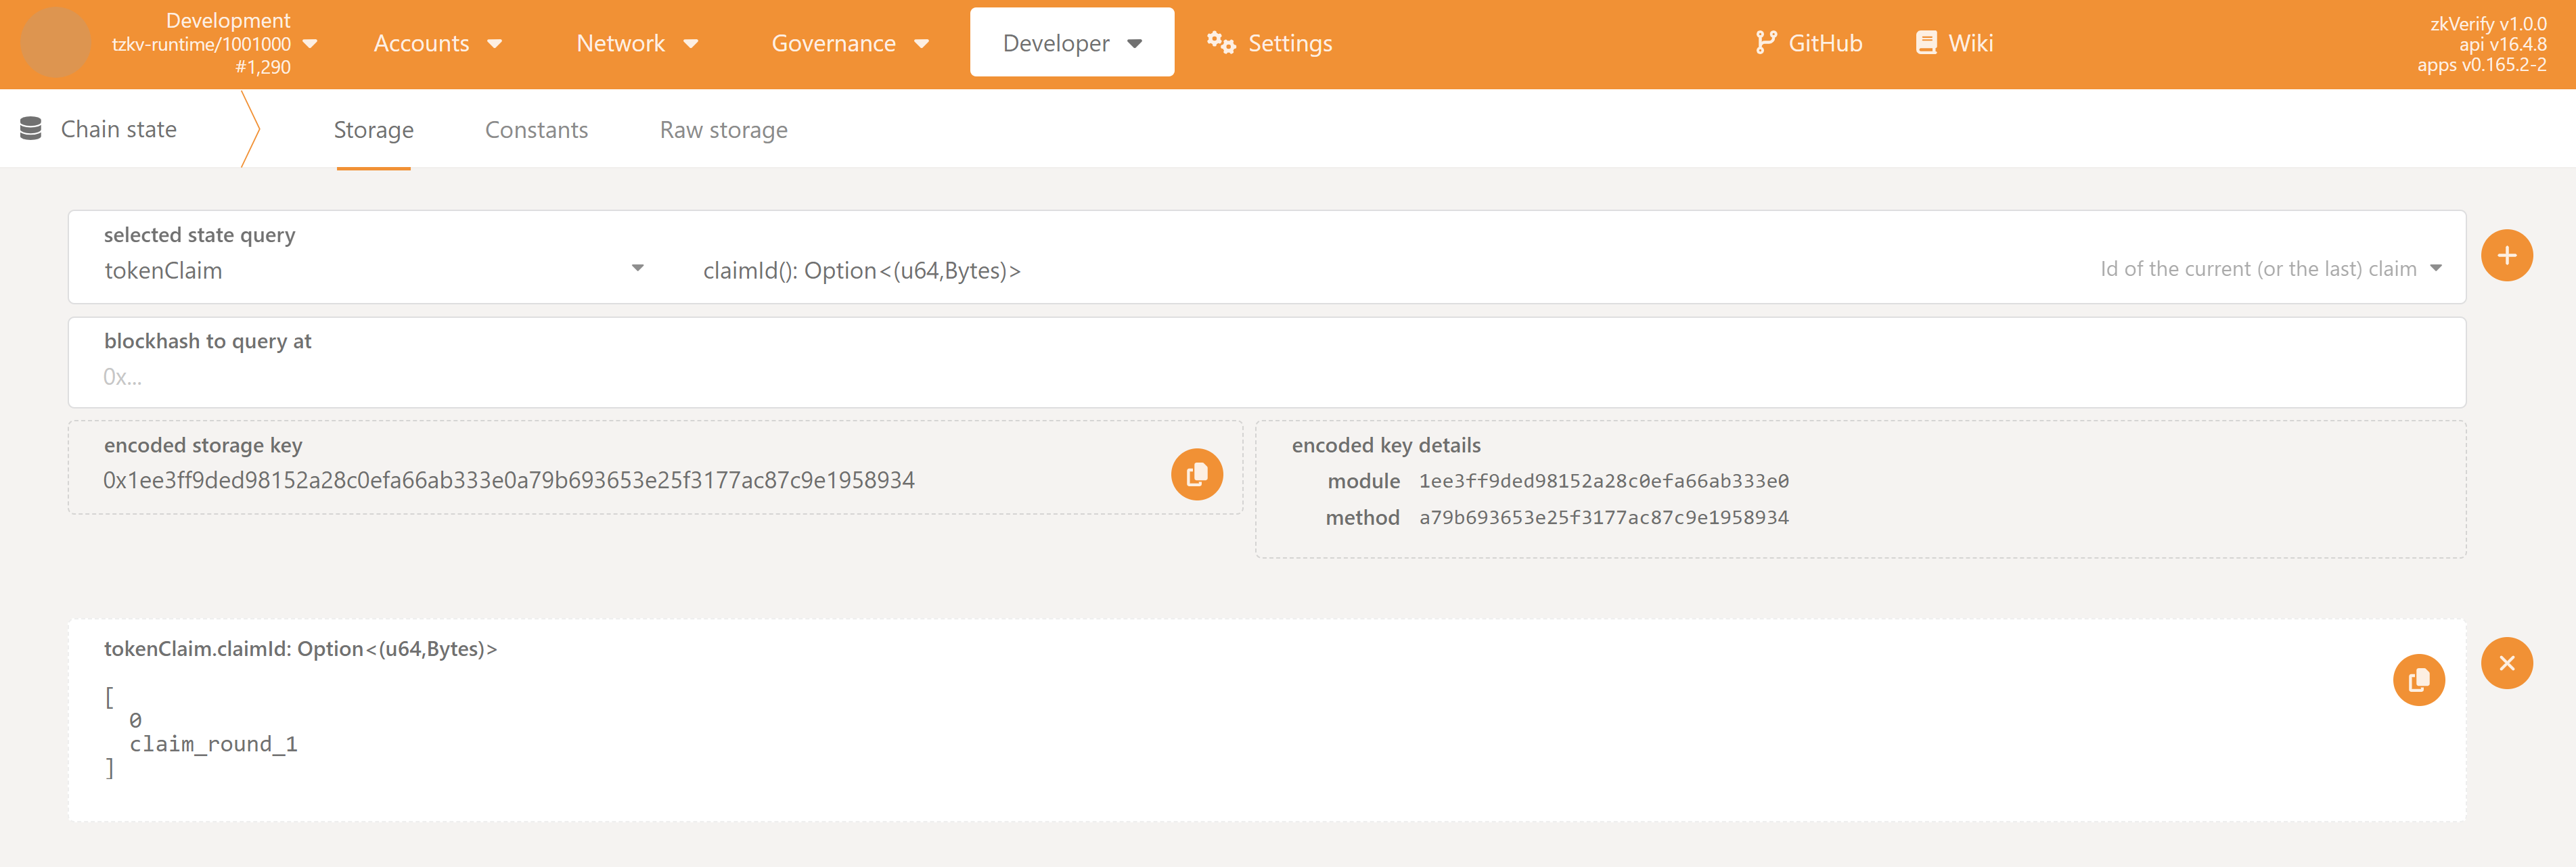 Development
tzkv-runtime/1001000
#1,290
Accounts
Network
Governance
Developer
Settings
GitHub
Wiki
zkVerify v1.0.0
api v16.4.8
apps v0.165.2-2
Chain state
Storage
Constants
Raw storage
selected state query
tokenClaim
claimId(): Option<(u64,Bytes)>
Id of the current (or the last) claim
blockhash to query at
0x...
encoded storage key
0x1ee3ff9ded98152a28c0efa66ab333e0a79b693653e25f3177ac87c9e1958934
encoded key details
module 1ee3ff9ded98152a28c0efa66ab333e0
method a79b693653e25f3177ac87c9e1958934
tokenClaim.claimId: Option<(u64,Bytes)>
[
0
claim_round_1
]